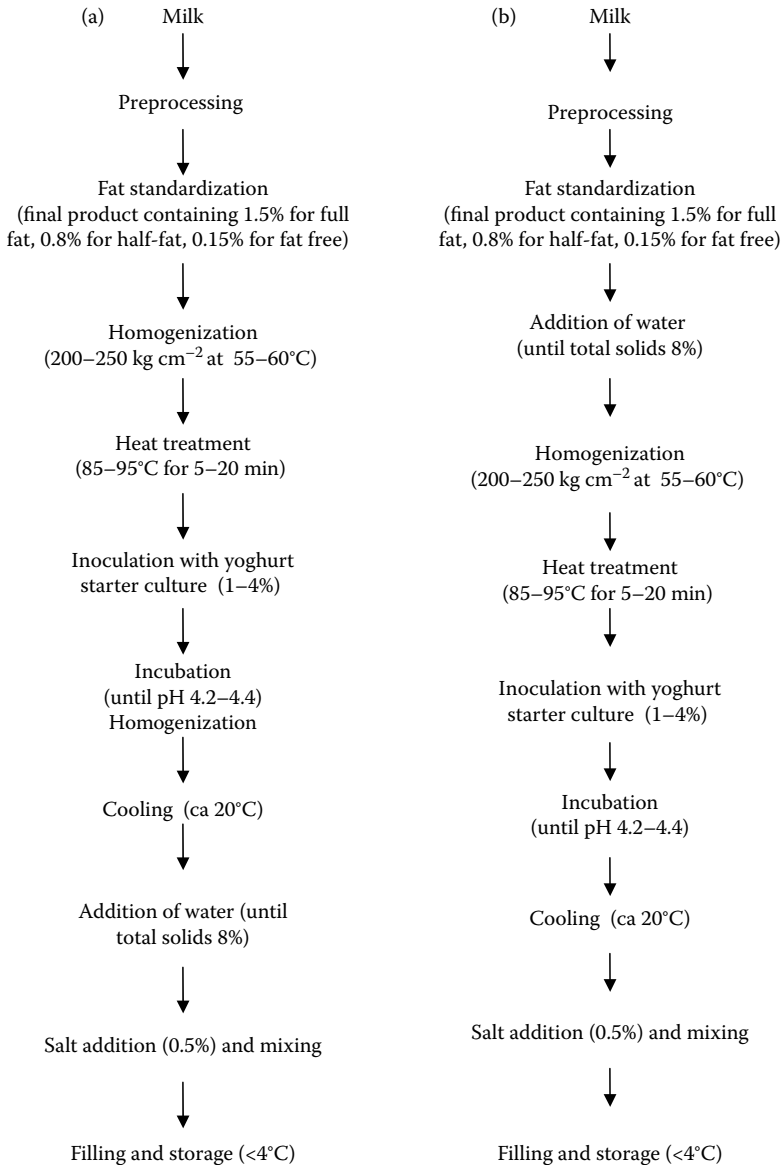 (a) Milk
Preprocessing
Fat standardization
(final product containing 1.5% for full
fat, 0.8% for half-fat, 0.15% for fat free)
Homogenization
(200–250 kg cm⁻² at 55–60°C)
Heat treatment
(85–95°C for 5–20 min)
Inoculation with yoghurt
starter culture (1–4%)
Incubation
(until pH 4.2–4.4)
Homogenization
Cooling (ca 20°C)
Addition of water (until
total solids 8%)
Salt addition (0.5%) and mixing
Filling and storage (<4°C)
(b) Milk
Preprocessing
Fat standardization
(final product containing 1.5% for full
fat, 0.8% for half-fat, 0.15% for fat free)
Addition of water
(until total solids 8%)
Homogenization
(200–250 kg cm⁻² at 55–60°C)
Heat treatment
(85–95°C for 5–20 min)
Inoculation with yoghurt
starter culture (1–4%)
Incubation
(until pH 4.2–4.4)
Cooling (ca 20°C)
Salt addition (0.5%) and mixing
Filling and storage (<4°C)